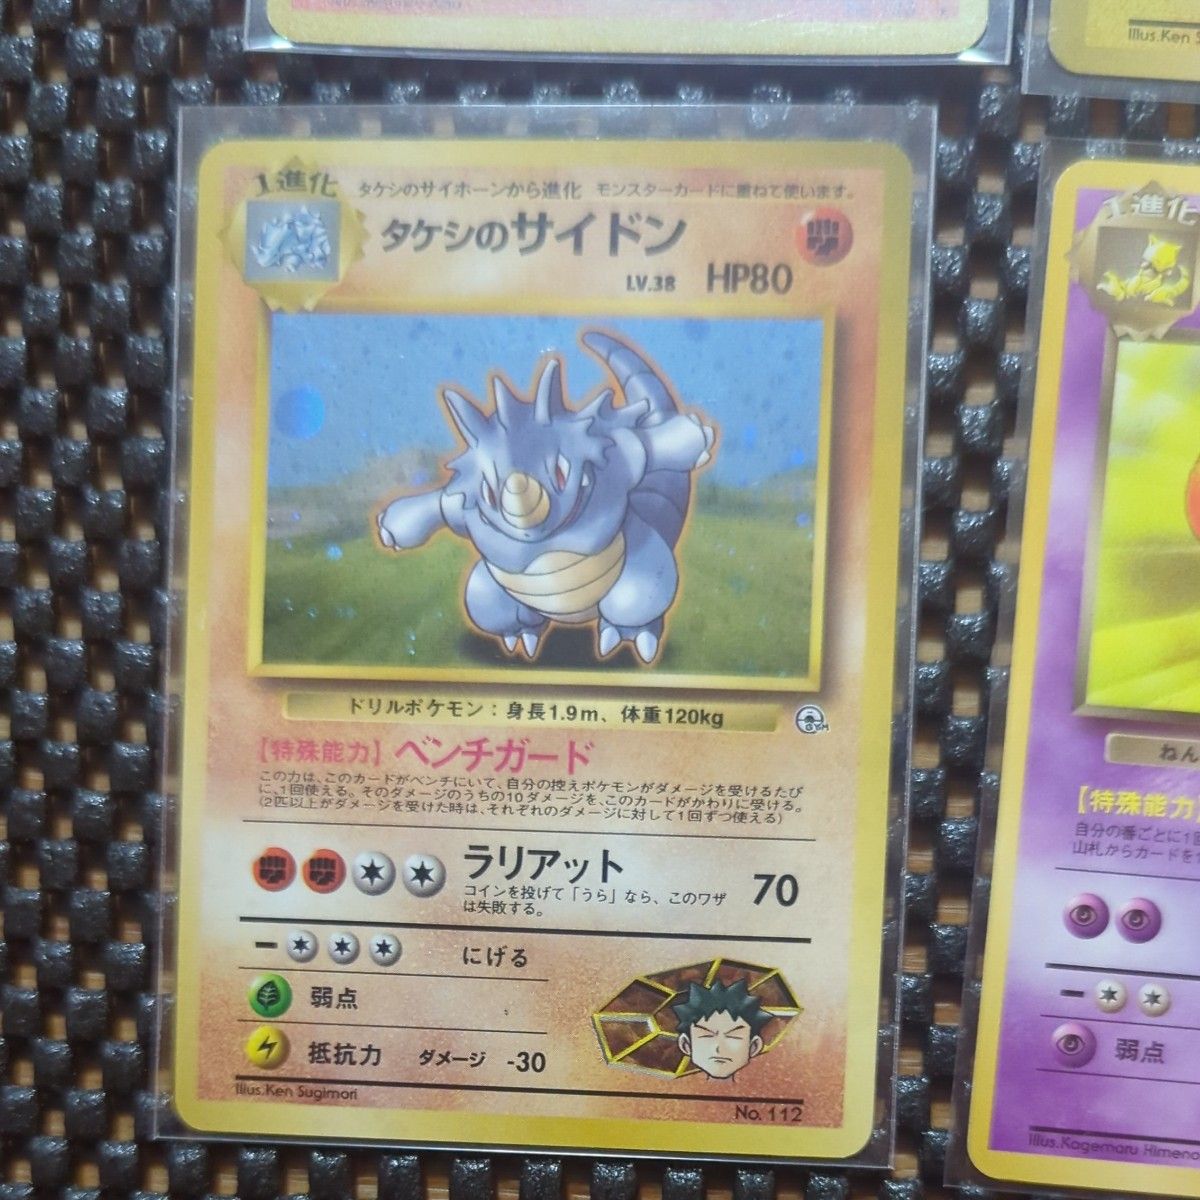 Illus.Ken
1進化
タケシのサイホーンから進化 モンスターカードに重ねて使います。
タケシのサイドン
LV.38 HP80
ドリルポケモン：身長1.9m、体重120kg
【特殊能力】ベンチガード
この力は、このカードがベンチにいて、自分の控えポケモンがダメージを受けるたび
に、1回使える。そのダメージのうちの10ダメージを、このカードがかわりに受ける。
（2匹以上がダメージを受けた時は、それぞれのダメージに対して1回ずつ使える）
ラリアット 70
コインを投げて「うら」なら、このワザ
は失敗する。
にげる
弱点
抵抗力 ダメージ -30
Illus.Ken Sugimori
No. 112
1進化
ねん
【特殊能力】
自分の番ごとに1
山札からカードを
弱点
Illus.Kagemaru Himeno